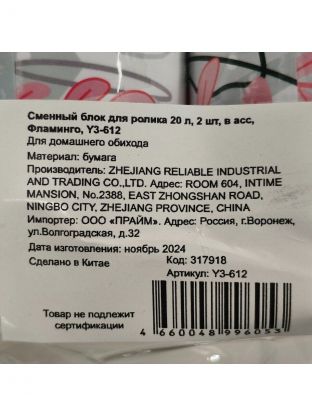 Сменный блок для ролика 20 л, 2 шт, в асс,
Фламинго, Y3-612
Для домашнего обихода
Материал: бумага
Производитель: ZHEJIANG RELIABLE INDUSTRIAL
AND TRADING CO.,LTD. Адрес: ROOM 604, INTIME
MANSION, No.2388, EAST ZHONGSHAN ROAD,
NINGBO CITY, ZHEJIANG PROVINCE, CHINA
Импортер: ООО «ПРАЙМ». Адрес: Россия, г.Воронеж,
ул.Волгоградская, д.32
Дата изготовления: ноябрь 2024
Сделано в Китае
Код: 317918
Артикул: Y3-612
Товар не подлежит
сертификации
4 660048 996033